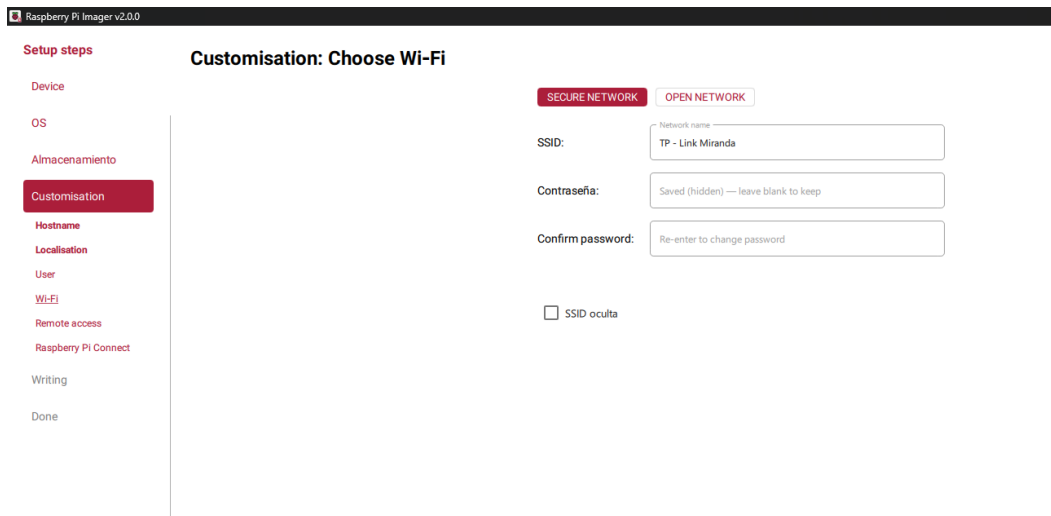 Raspberry Pi Imager v2.0.0
Setup steps
Customisation: Choose Wi-Fi
Device
OS
Almacenamiento
Customisation
Hostname
Localisation
User
Wi-Fi
Remote access
Raspberry Pi Connect
Writing
Done
SECURE NETWORK OPEN NETWORK
Network name
SSID: TP - Link Miranda
Contraseña: Saved (hidden) — leave blank to keep
Confirm password: Re-enter to change password
SSID oculta